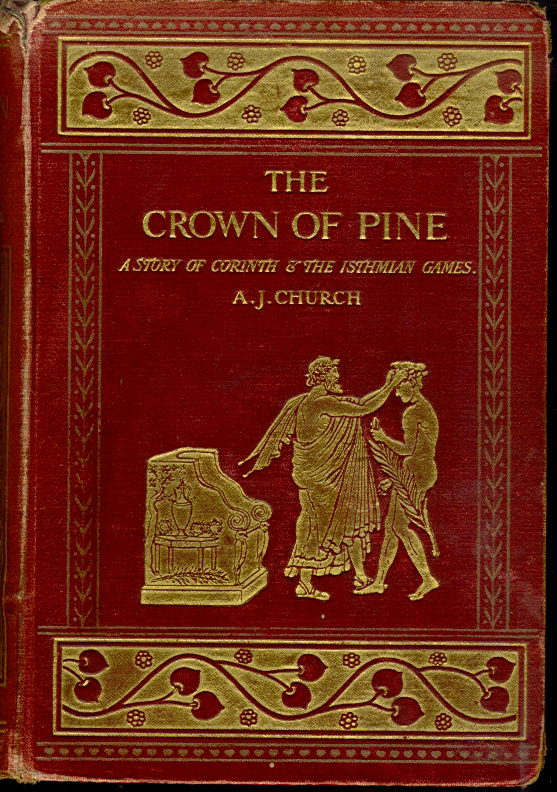 THE
CROWN OF PINE
A STORY OF CORINTH & THE ISTHMIAN GAMES.
A.J.CHURCH